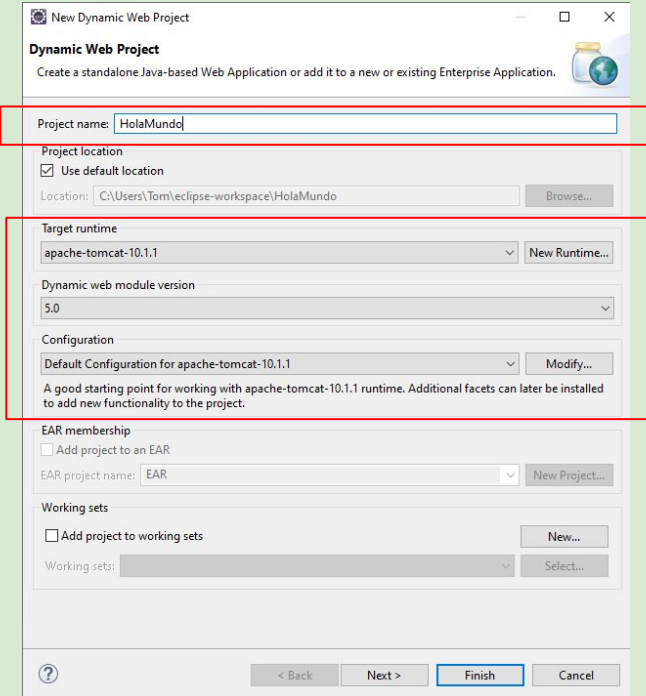 New Dynamic Web Project
Dynamic Web Project
Create a standalone Java-based Web Application or add it to a new or existing Enterprise Application.
Project name: HolaMundo
Project location
Use default location
Location: C:\Users\Tom\eclipse-workspace\HolaMundo Browse...
Target runtime
apache-tomcat-10.1.1 New Runtime...
Dynamic web module version
5.0
Configuration
Default Configuration for apache-tomcat-10.1.1 Modify...
A good starting point for working with apache-tomcat-10.1.1 runtime. Additional facets can later be installed
to add new functionality to the project.
EAR membership
Add project to an EAR
EAR project name: EAR New Project...
Working sets
Add project to working sets New...
Working sets: Select...
? < Back Next > Finish Cancel